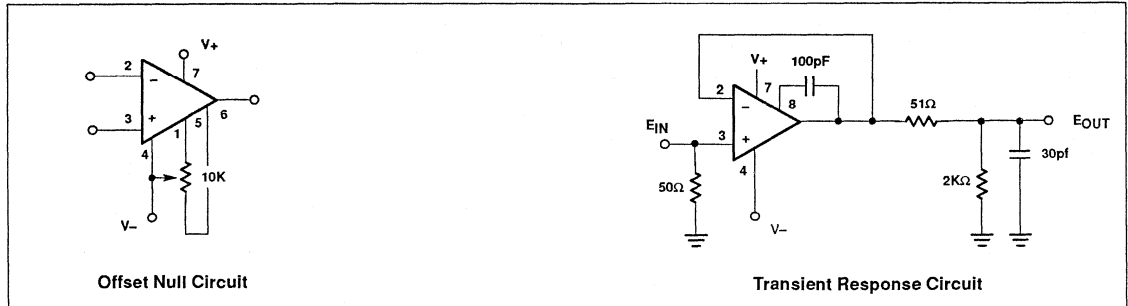 V+
2
7
−
6
3
+
1
5
4
10K
V–
Offset Null Circuit
V+
100pF
2
7
8
−
51Ω
EIN
3
+
EOUT
4
30pf
50Ω
2KΩ
V–
Transient Response Circuit